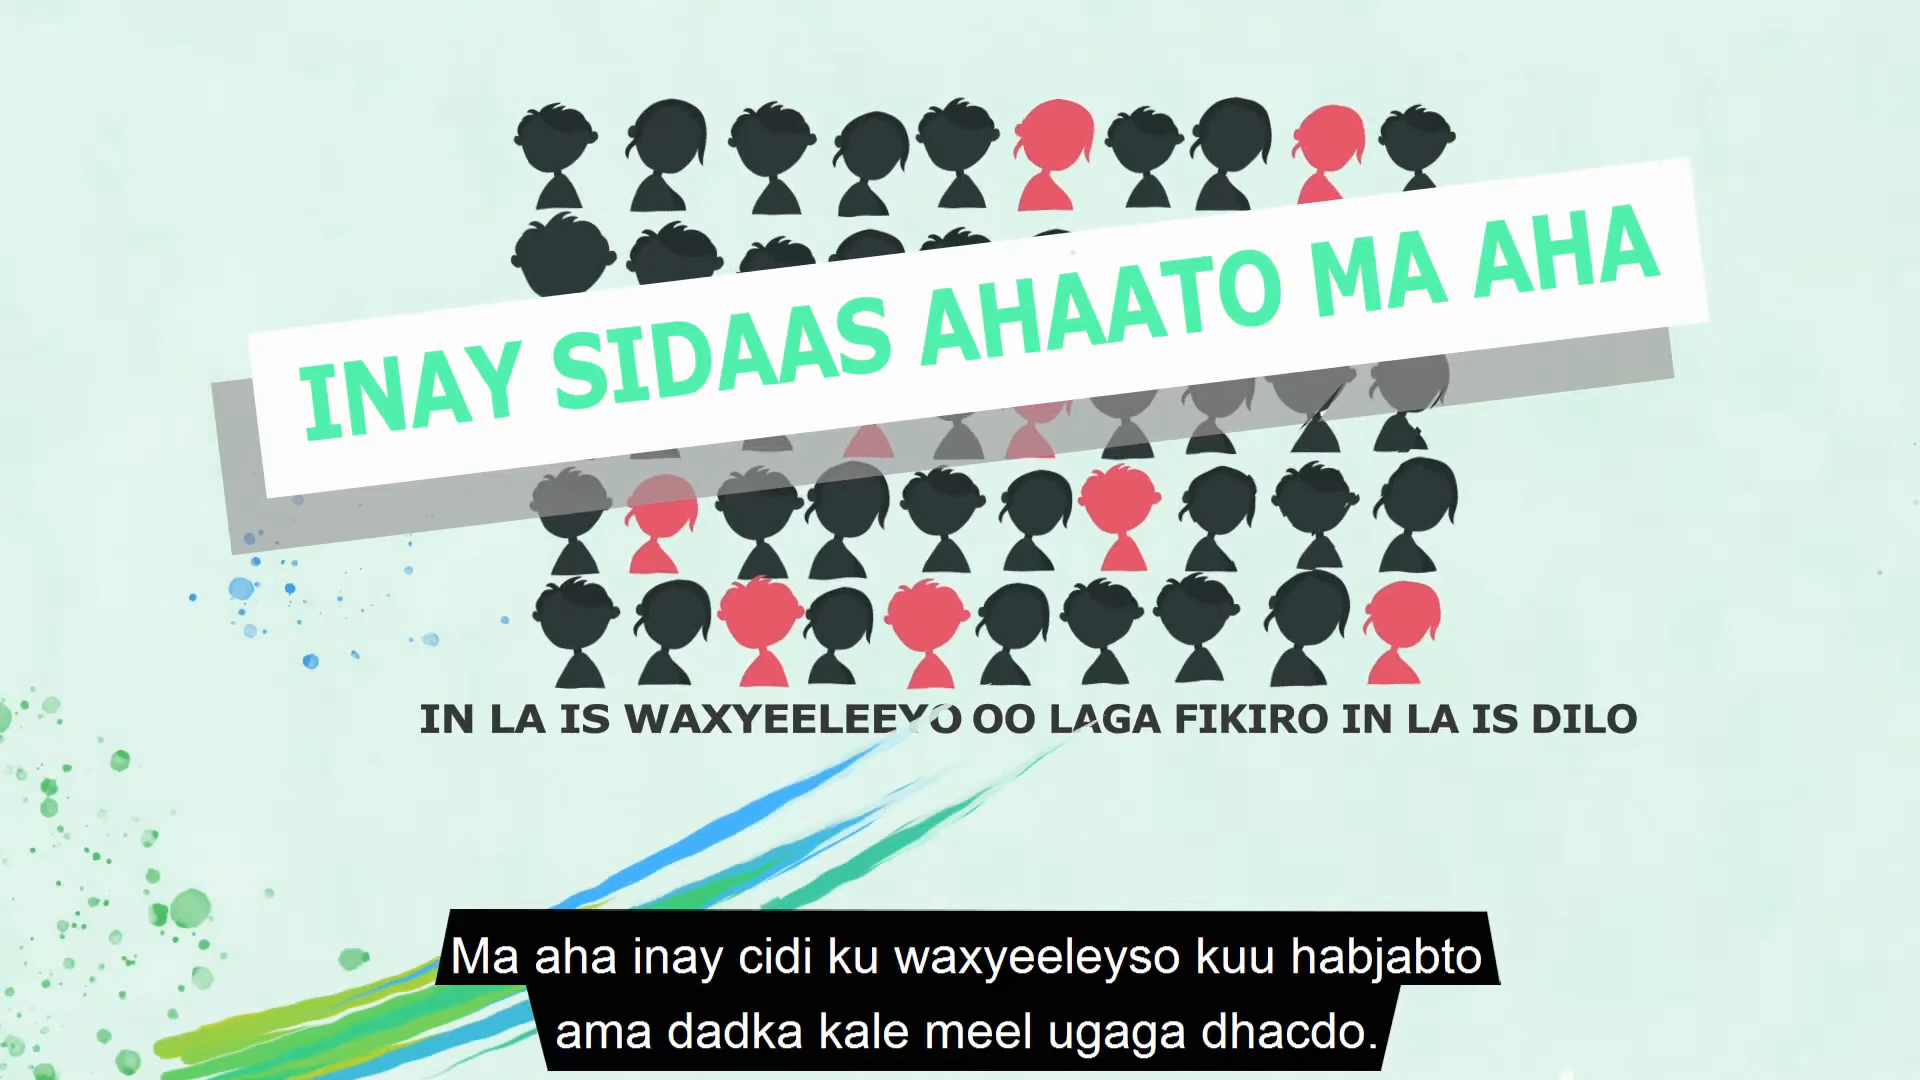 INAY SIDAAS AHAATO MA AHA
IN LA IS WAXYEELEEYO OO LAGA FIKIRO IN LA IS DILO
Ma aha inay cidi ku waxyeeleyso kuu habjabto
ama dadka kale meel ugaga dhacdo.